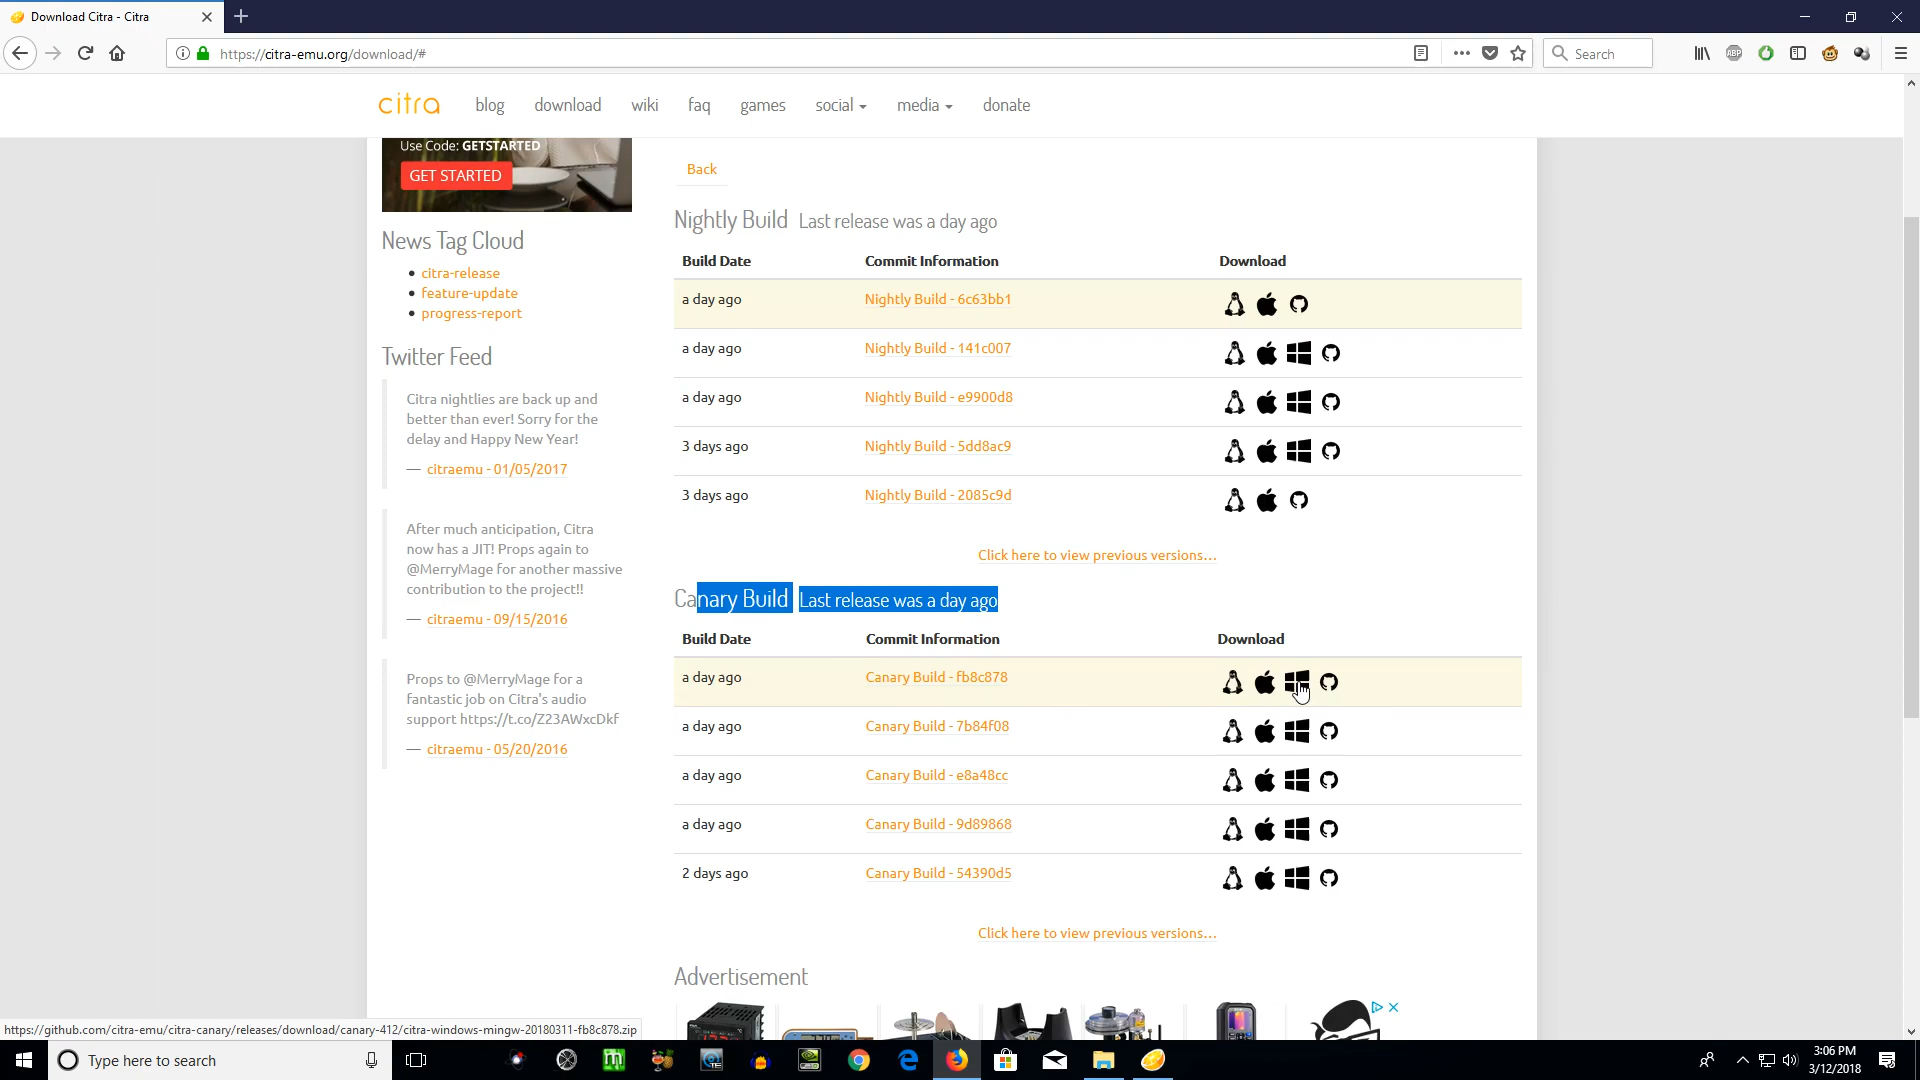 Download Citra - Citra
https://citra-emu.org/download/#
Search
ABP
citra
blog
download
wiki
faq
games
social
media
donate
Use Code: GETSTARTED
GET STARTED
News Tag Cloud
citra-release
feature-update
progress-report
Twitter Feed
Citra nightlies are back up and
better than ever! Sorry for the
delay and Happy New Year!
— citraemu - 01/05/2017
After much anticipation, Citra
now has a JIT! Props again to
@MerryMage for another massive
contribution to the project!!
— citraemu - 09/15/2016
Props to @MerryMage for a
fantastic job on Citra's audio
support https://t.co/Z23AWxcDkf
— citraemu - 05/20/2016
Back
Nightly Build Last release was a day ago
Build Date Commit Information Download
a day ago Nightly Build - 6c63bb1
a day ago Nightly Build - 141c007
a day ago Nightly Build - e9900d8
3 days ago Nightly Build - 5dd8ac9
3 days ago Nightly Build - 2085c9d
Click here to view previous versions...
Canary Build Last release was a day ago
Build Date Commit Information Download
a day ago Canary Build - fb8c878
a day ago Canary Build - 7b84f08
a day ago Canary Build - e8a48cc
a day ago Canary Build - 9d89868
2 days ago Canary Build - 54390d5
Click here to view previous versions...
Advertisement
https://github.com/citra-emu/citra-canary/releases/download/canary-412/citra-windows-mingw-20180311-fb8c878.zip
Type here to search
3:06 PM
3/12/2018